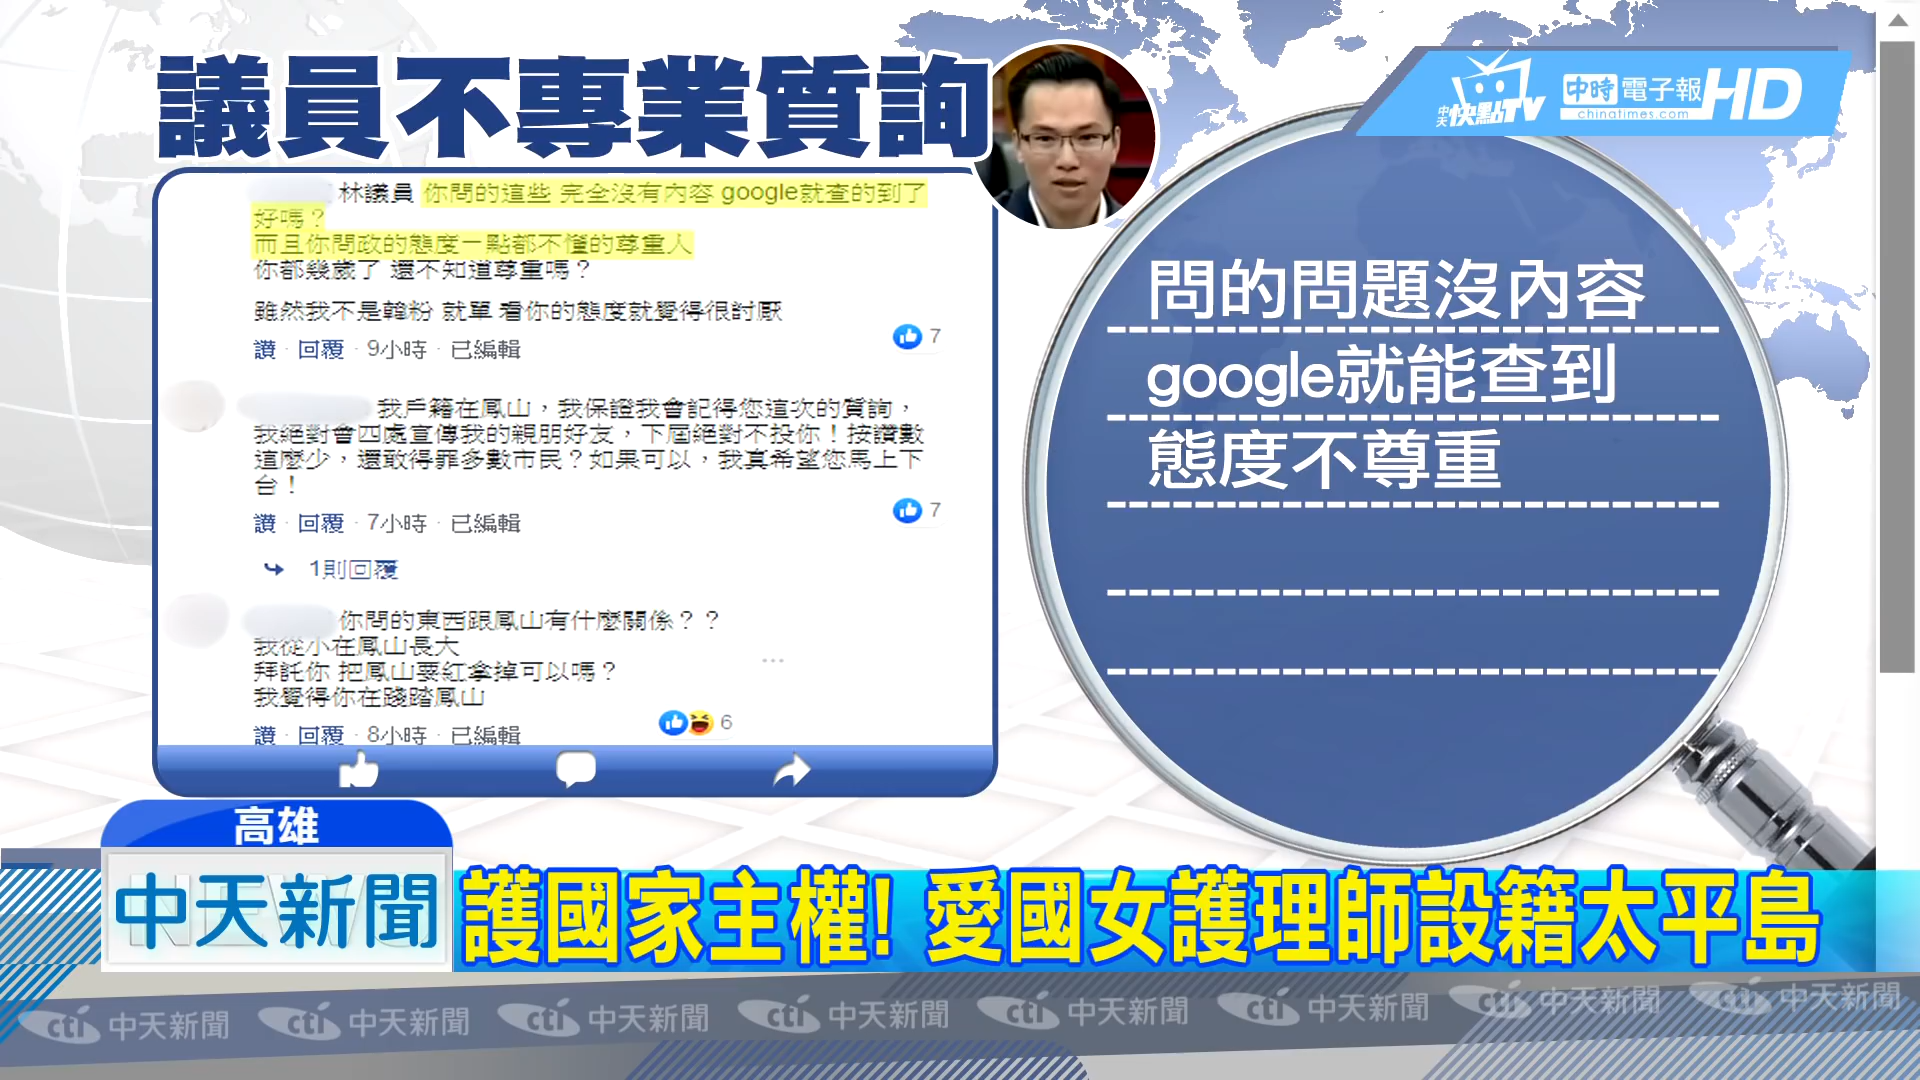 議員不專業質詢
中天快點TV
中時電子報HD
chinatimes.com
林議員 你問的這些 完全沒有內容 google就查的到了
好嗎？
而且你問政的態度一點都不懂的尊重人
你都幾歲了 還不知道尊重嗎？
雖然我不是韓粉 就單 看你的態度就覺得很討厭
讚 · 回覆 · 9小時 · 已編輯
7
我戶籍在鳳山，我保證我會記得您這次的質詢，
我絕對會四處宣傳我的親朋好友，下屆絕對不投你！按讚數
這麼少，還敢得罪多數市民？如果可以，我真希望您馬上下
台！
讚 · 回覆 · 7小時 · 已編輯
7
1則回覆
你問的東西跟鳳山有什麼關係？？
我從小在鳳山長大
拜託你 把鳳山要紅拿掉可以嗎？
我覺得你在踐踏鳳山
讚 · 回覆 · 8小時 · 已編輯
6
問的問題沒內容
google就能查到
態度不尊重
高雄
中天新聞
NEWS
護國家主權! 愛國女護理師設籍太平島
cti 中天新聞 cti 中天新聞 cti 中天新聞 cti 中天新聞 cti 中天新聞 cti 中天新聞 cti 中天新聞 cti 中天新聞